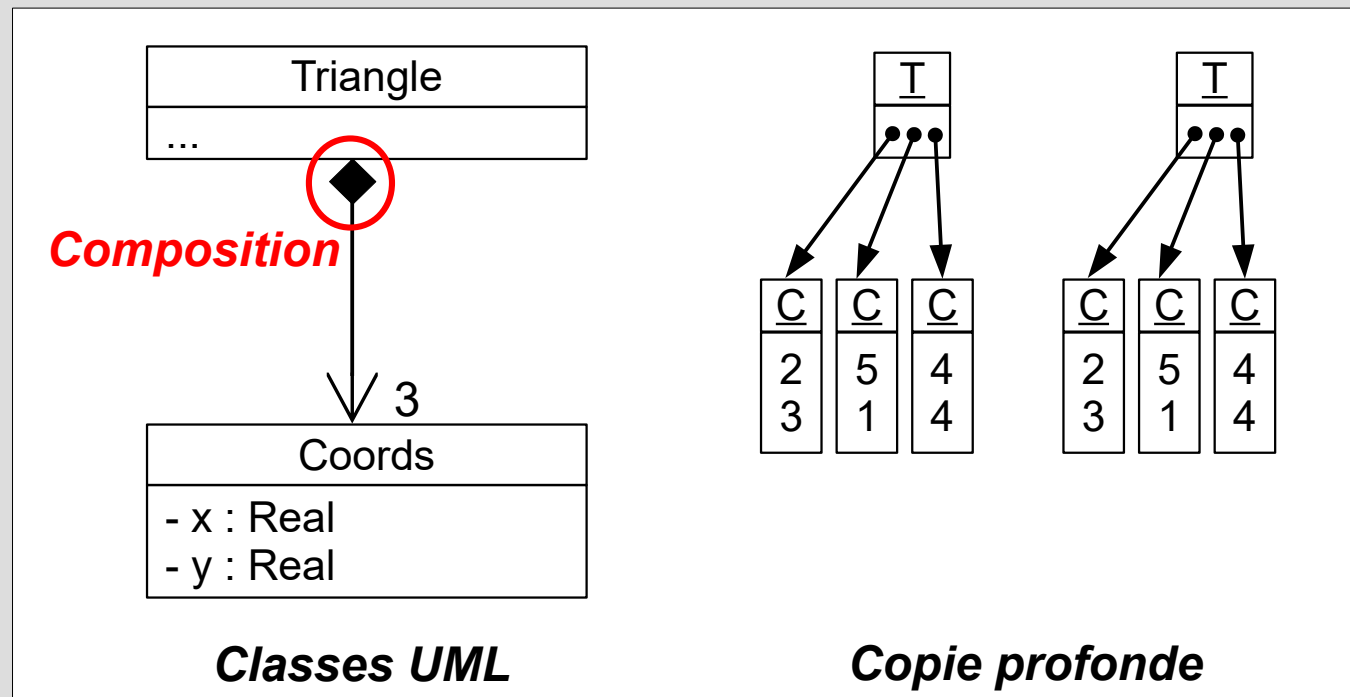 Triangle
...
Composition
3
Coords
- x : Real
- y : Real
Classes UML
T T
C C C C C C
2 5 4 2 5 4
3 1 4 3 1 4
Copie profonde